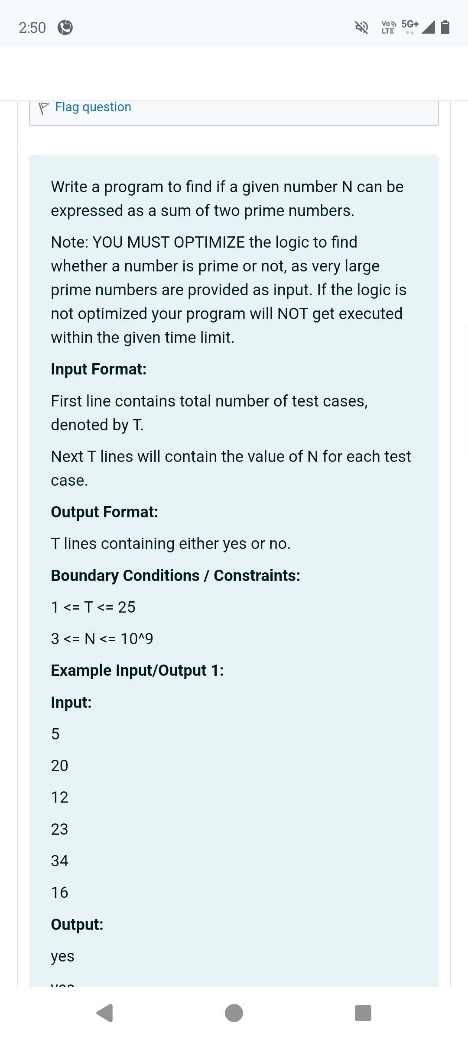 2:50
Vo))
LTE
5G+
Flag question
Write a program to find if a given number N can be
expressed as a sum of two prime numbers.
Note: YOU MUST OPTIMIZE the logic to find
whether a number is prime or not, as very large
prime numbers are provided as input. If the logic is
not optimized your program will NOT get executed
within the given time limit.
Input Format:
First line contains total number of test cases,
denoted by T.
Next T lines will contain the value of N for each test
case.
Output Format:
T lines containing either yes or no.
Boundary Conditions / Constraints:
1 <= T <= 25
3 <= N <= 10^9
Example Input/Output 1:
Input:
5
20
12
23
34
16
Output:
yes